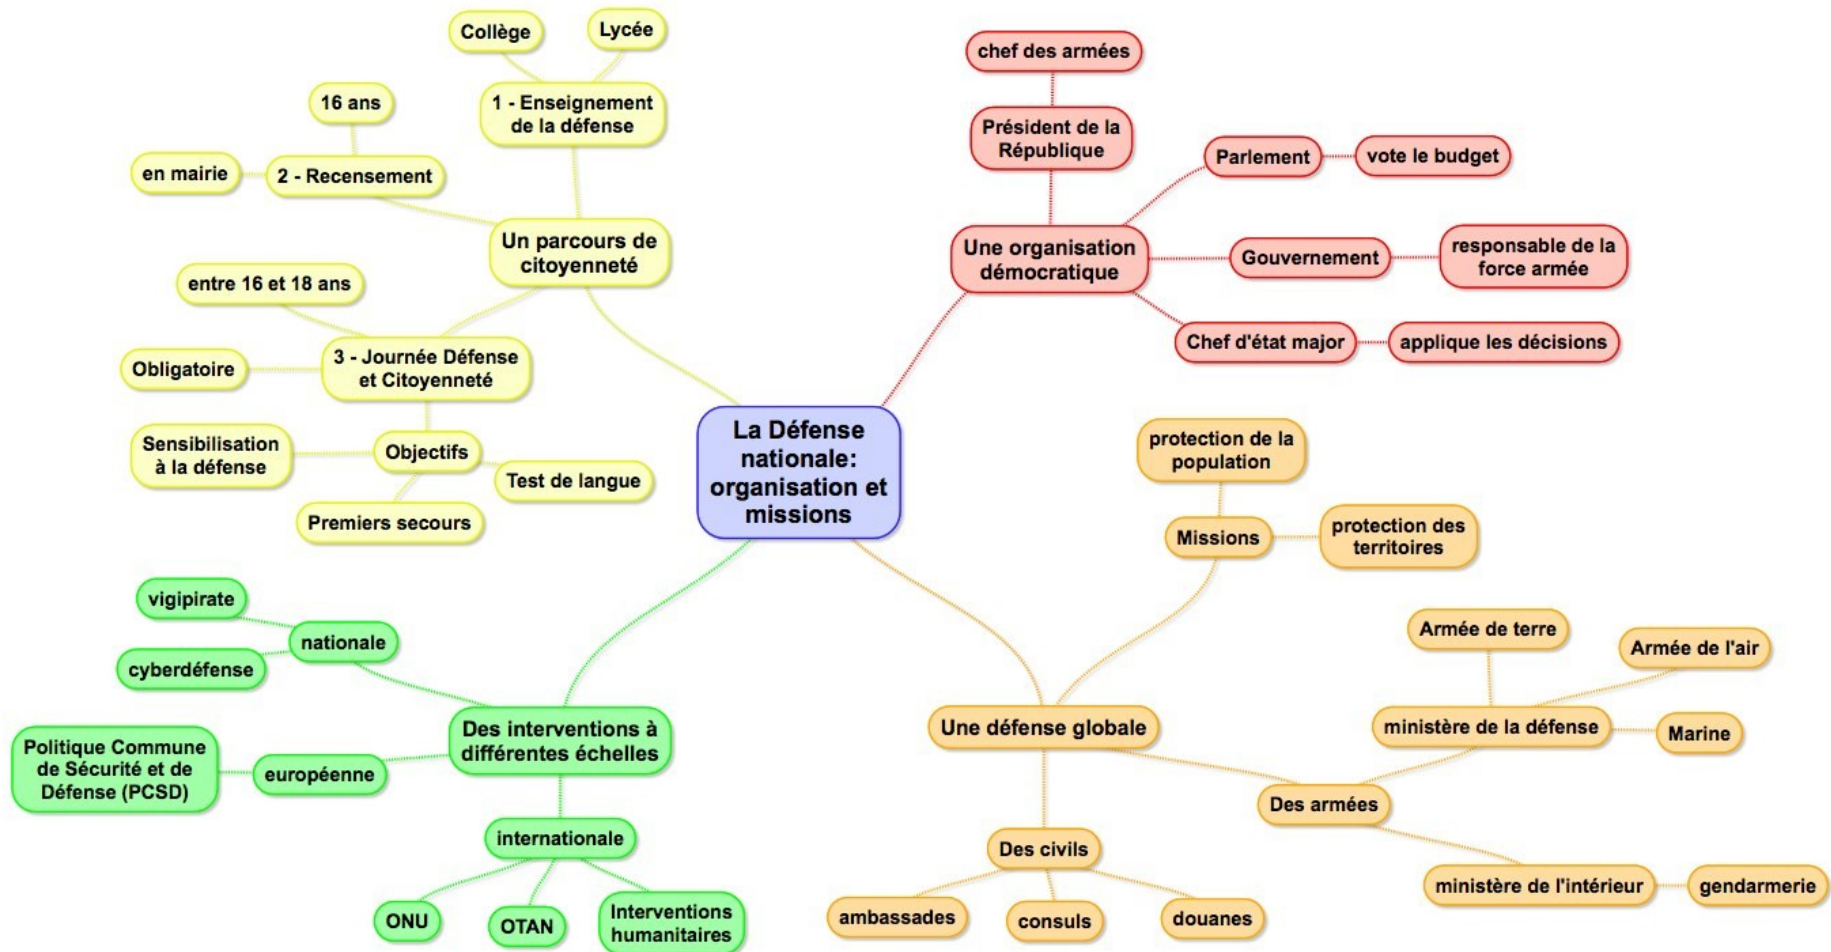 La Défense
nationale:
organisation et
missions
Un parcours de
citoyenneté
1 - Enseignement
de la défense
Collège
Lycée
2 - Recensement
16 ans
en mairie
3 - Journée Défense
et Citoyenneté
entre 16 et 18 ans
Obligatoire
Objectifs
Sensibilisation
à la défense
Premiers secours
Test de langue
Une organisation
démocratique
Président de la
République
chef des armées
Parlement
vote le budget
Gouvernement
responsable de la
force armée
Chef d'état major
applique les décisions
Des interventions à
différentes échelles
nationale
vigipirate
cyberdéfense
européenne
Politique Commune
de Sécurité et de
Défense (PCSD)
internationale
ONU
OTAN
Interventions
humanitaires
Une défense globale
Missions
protection de la
population
protection des
territoires
Des armées
ministère de la défense
Armée de terre
Armée de l'air
Marine
ministère de l'intérieur
gendarmerie
Des civils
ambassades
consuls
douanes